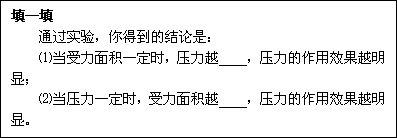 填一填
通过实验，你得到的结论是：
⑴当受力面积一定时，压力越____，压力的作用效果越明
显；
⑵当压力一定时，受力面积越____，压力的作用效果越明
显。